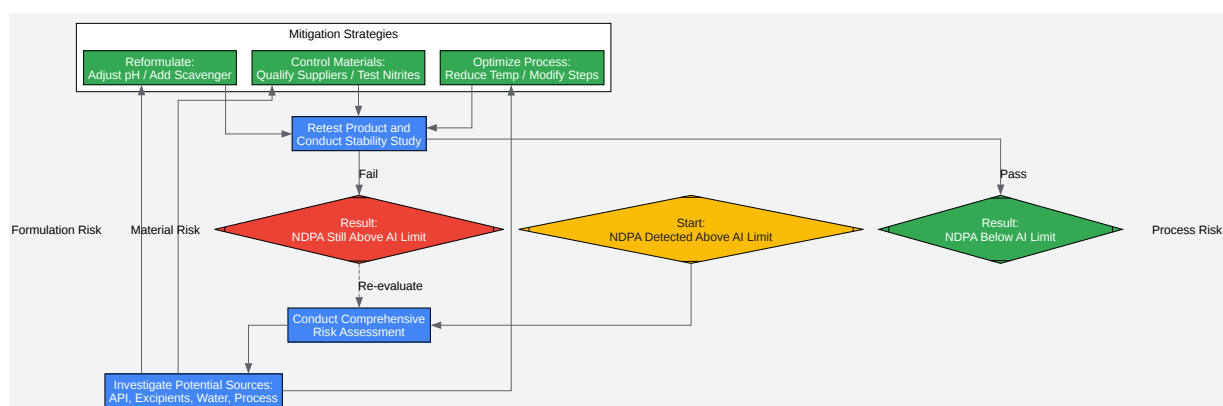 Mitigation Strategies
Reformulate:
Adjust pH / Add Scavenger
Control Materials:
Qualify Suppliers / Test Nitrites
Optimize Process:
Reduce Temp / Modify Steps
Retest Product and
Conduct Stability Study
Fail
Pass
Formulation Risk
Material Risk
Result:
NDPA Still Above AI Limit
Start:
NDPA Detected Above AI Limit
Result:
NDPA Below AI Limit
Process Risk
Re-evaluate
Conduct Comprehensive
Risk Assessment
Investigate Potential Sources:
API, Excipients, Water, Process